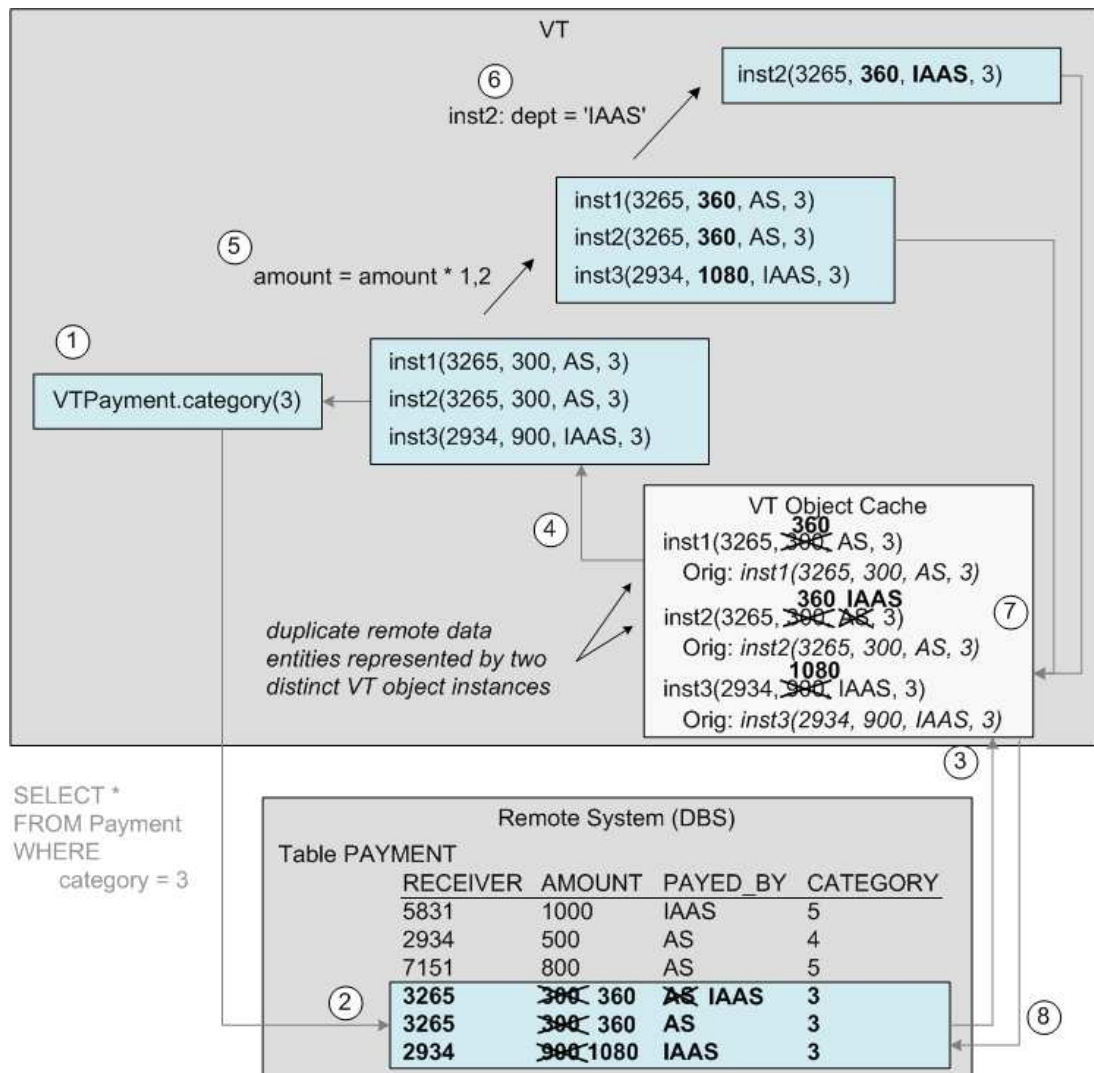 VT
6
inst2(3265, 360, IAAS, 3)
inst2: dept = 'IAAS'
inst1(3265, 360, AS, 3)
inst2(3265, 360, AS, 3)
inst3(2934, 1080, IAAS, 3)
5
amount = amount * 1,2
1
VTPayment.category(3)
inst1(3265, 300, AS, 3)
inst2(3265, 300, AS, 3)
inst3(2934, 900, IAAS, 3)
4
VT Object Cache
360
inst1(3265, 300, AS, 3)
Orig: inst1(3265, 300, AS, 3)
360 IAAS
inst2(3265, 300, AS, 3)
Orig: inst2(3265, 300, AS, 3)
1080
inst3(2934, 900, IAAS, 3)
Orig: inst3(2934, 900, IAAS, 3)
7
duplicate remote data
entities represented by two
distinct VT object instances
3
SELECT *
FROM Payment
WHERE
category = 3
Remote System (DBS)
Table PAYMENT
RECEIVER AMOUNT PAYED_BY CATEGORY
5831 1000 IAAS 5
2934 500 AS 4
7151 800 AS 5
2
3265 300 360 AS IAAS 3
3265 300 360 AS 3
2934 900 1080 IAAS 3
8